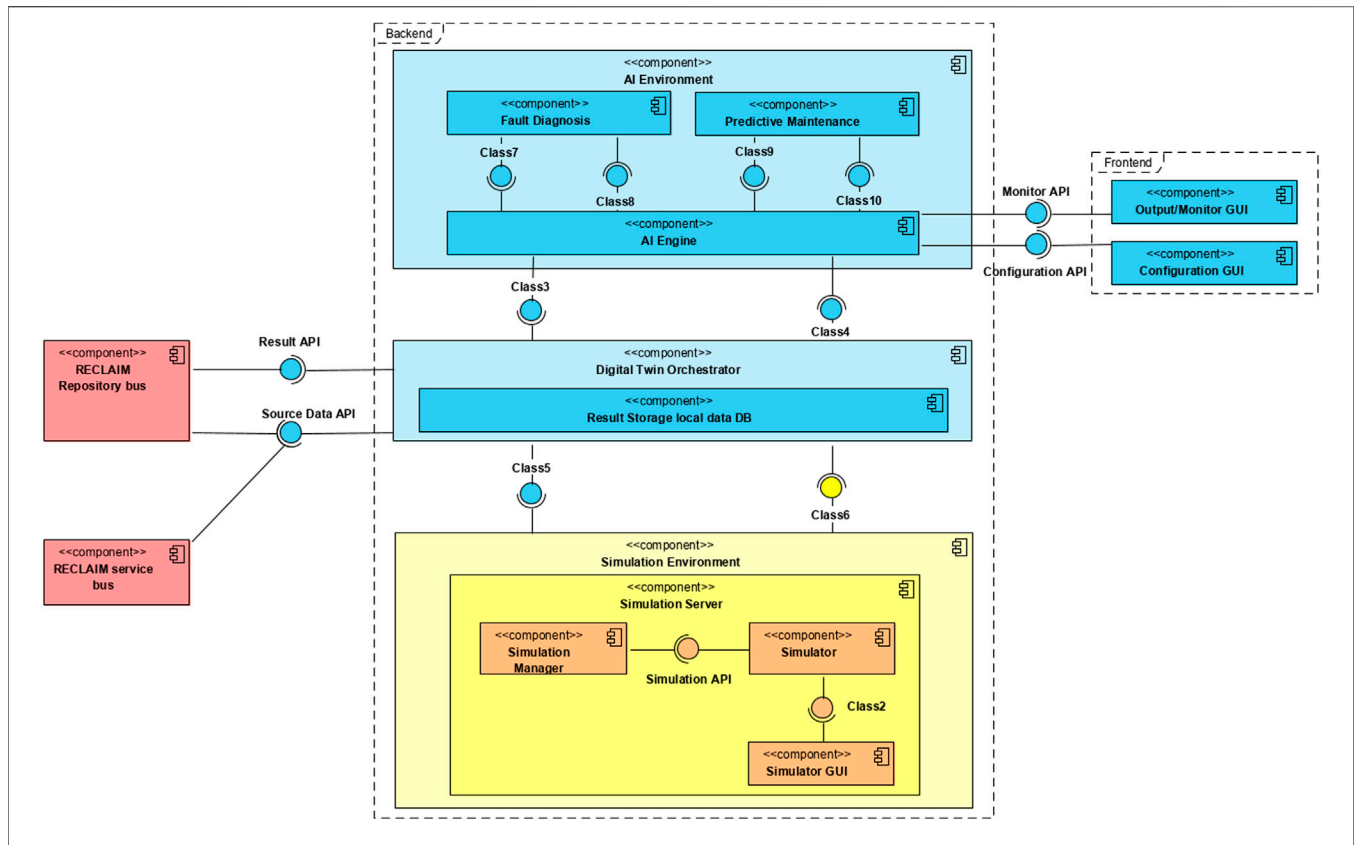 Backend
<<component>>
AI Environment
<<component>>
Fault Diagnosis
<<component>>
Predictive Maintenance
Class7
Class8
Class9
Class10
<<component>>
AI Engine
Frontend
Monitor API
<<component>>
Output/Monitor GUI
Configuration API
<<component>>
Configuration GUI
Class3
Class4
Result API
<<component>>
RECLAIM
Repository bus
Source Data API
<<component>>
Digital Twin Orchestrator
<<component>>
Result Storage local data DB
Class5
Class6
<<component>>
RECLAIM service
bus
<<component>>
Simulation Environment
<<component>>
Simulation Server
<<component>>
Simulation
Manager
Simulation API
<<component>>
Simulator
Class2
<<component>>
Simulator GUI